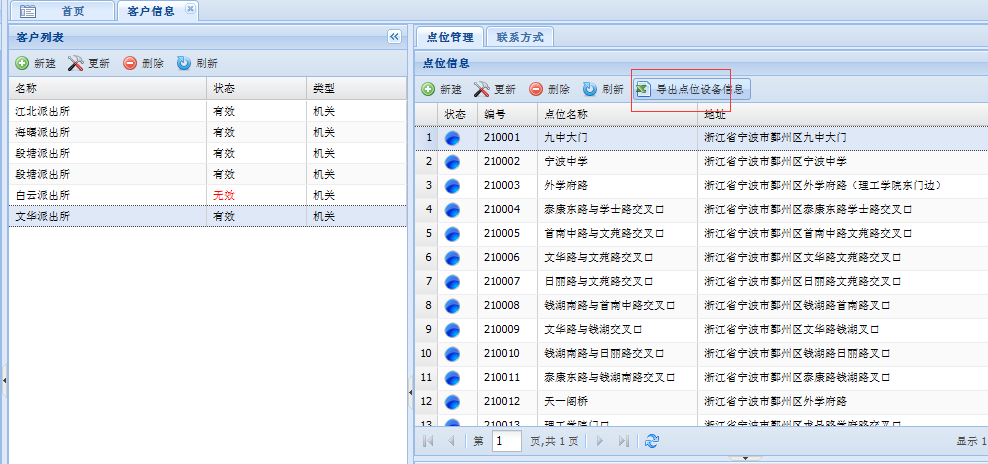 首页 客户信息
客户列表
新建 更新 删除 刷新
名称 状态 类型
江北派出所 有效 机关
海曙派出所 有效 机关
段塘派出所 有效 机关
段塘派出所 有效 机关
白云派出所 无效 机关
文华派出所 有效 机关
点位管理 联系方式
点位信息
新建 更新 删除 刷新 导出点位设备信息
状态 编号 点位名称 地址
1 210001 九中大门 浙江省宁波市鄞州区九中大门
2 210002 宁波中学 浙江省宁波市鄞州区宁波中学
3 210003 外学府路 浙江省宁波市鄞州区外学府路（理工学院东门边）
4 210004 泰康东路与学士路交叉口 浙江省宁波市鄞州区泰康东路学士路交叉口
5 210005 首南中路与文苑路交叉口 浙江省宁波市鄞州区首南中路文苑路交叉口
6 210006 文华路与文苑路交叉口 浙江省宁波市鄞州区文华路文苑路交叉口
7 210007 日丽路与文苑路交叉口 浙江省宁波市鄞州区日丽路文苑路交叉口
8 210008 钱湖南路与首南中路交叉口 浙江省宁波市鄞州区钱湖路首南路叉口
9 210009 文华路与钱湖交叉口 浙江省宁波市鄞州区文华路钱湖叉口
10 210010 钱湖南路与日丽路交叉口 浙江省宁波市鄞州区钱湖路日丽路叉口
11 210011 泰康东路与钱湖南路交叉口 浙江省宁波市鄞州区泰康路钱湖路叉口
12 210012 天一阁桥 浙江省宁波市鄞州区外学府路
13 210013 理工学院门口
第 1 页,共 1 页 显示 1